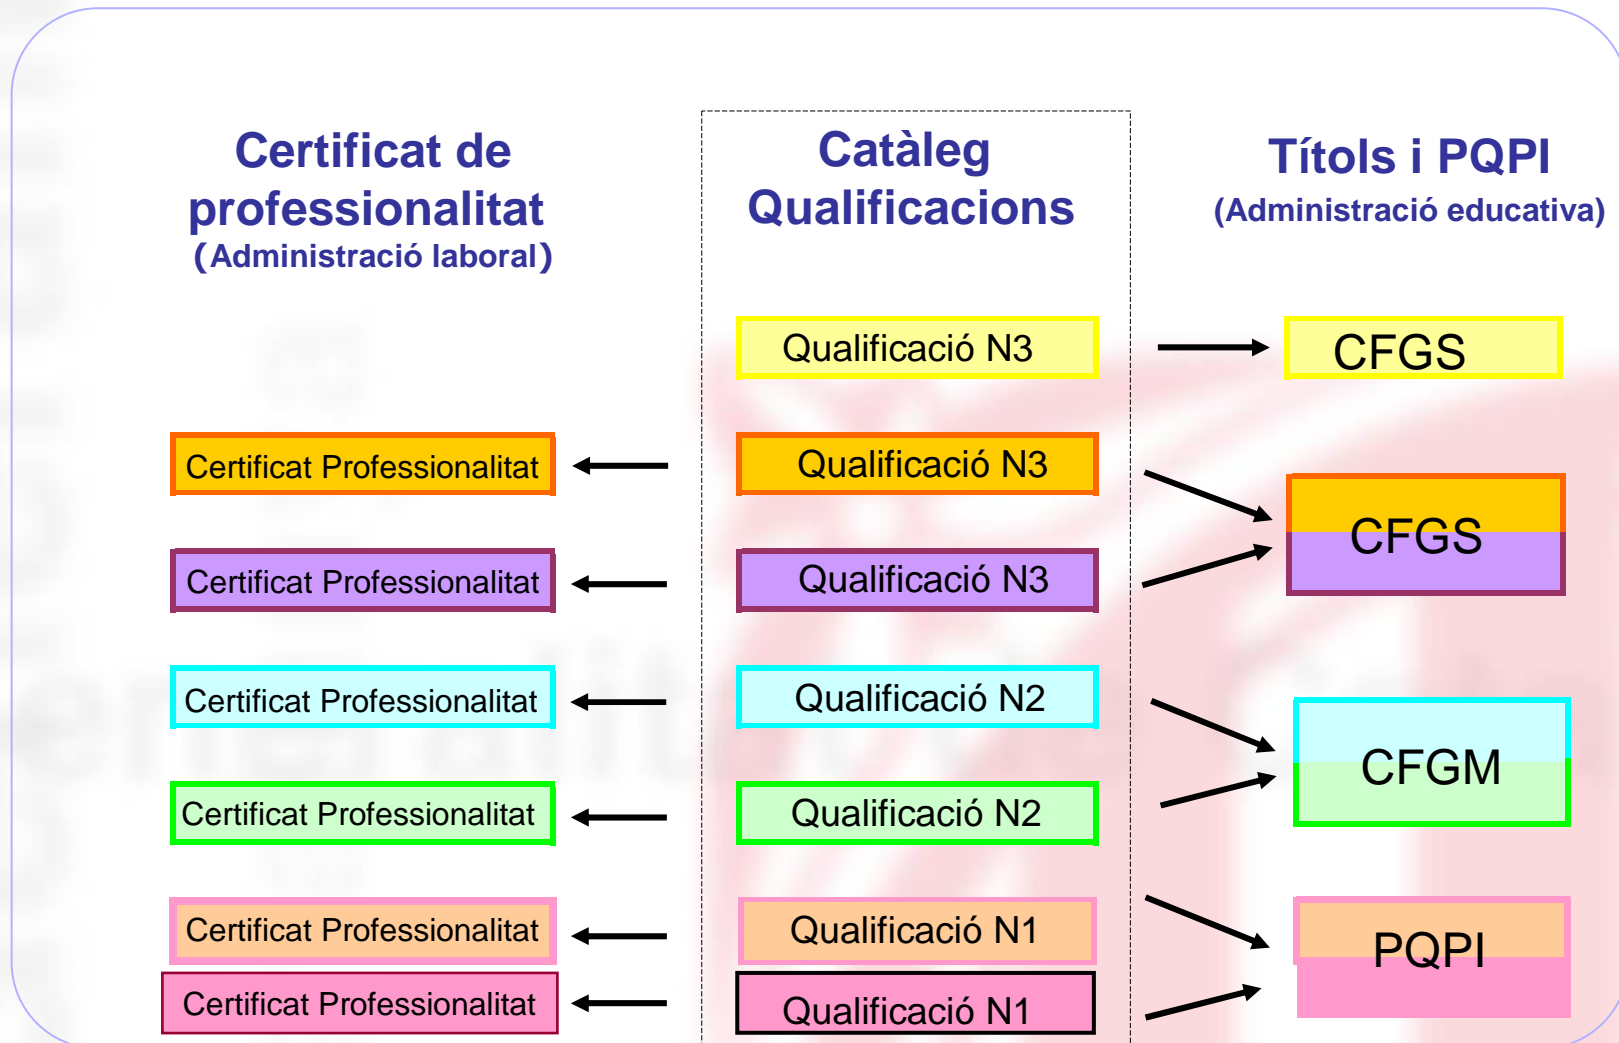 Certificat de
professionalitat
(Administració laboral)
Catàleg
Qualificacions
Títols i PQPI
(Administració educativa)
Qualificació N3
CFGS
Certificat Professionalitat
Qualificació N3
CFGS
Certificat Professionalitat
Qualificació N3
Certificat Professionalitat
Qualificació N2
CFGM
Certificat Professionalitat
Qualificació N2
Certificat Professionalitat
Qualificació N1
PQPI
Certificat Professionalitat
Qualificació N1